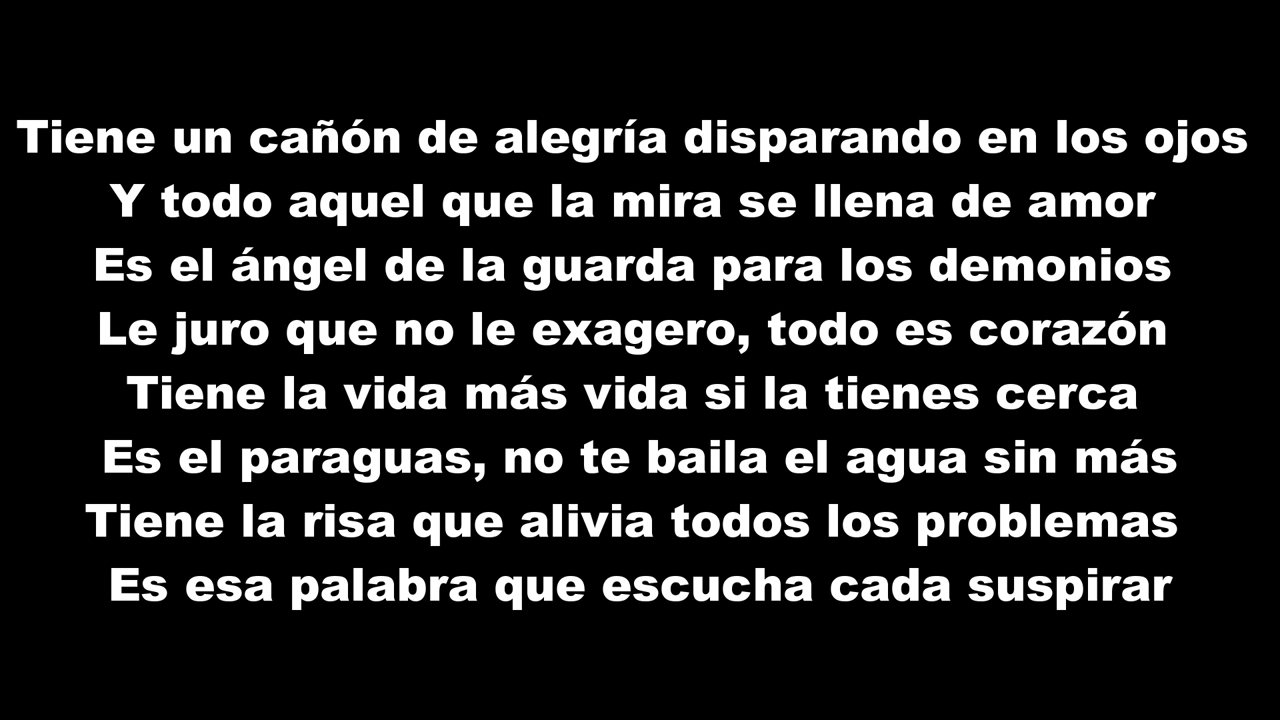 Tiene un cañón de alegría disparando en los ojos
Y todo aquel que la mira se llena de amor
Es el ángel de la guarda para los demonios
Le juro que no le exagero, todo es corazón
Tiene la vida más vida si la tienes cerca
Es el paraguas, no te baila el agua sin más
Tiene la risa que alivia todos los problemas
Es esa palabra que escucha cada suspirar